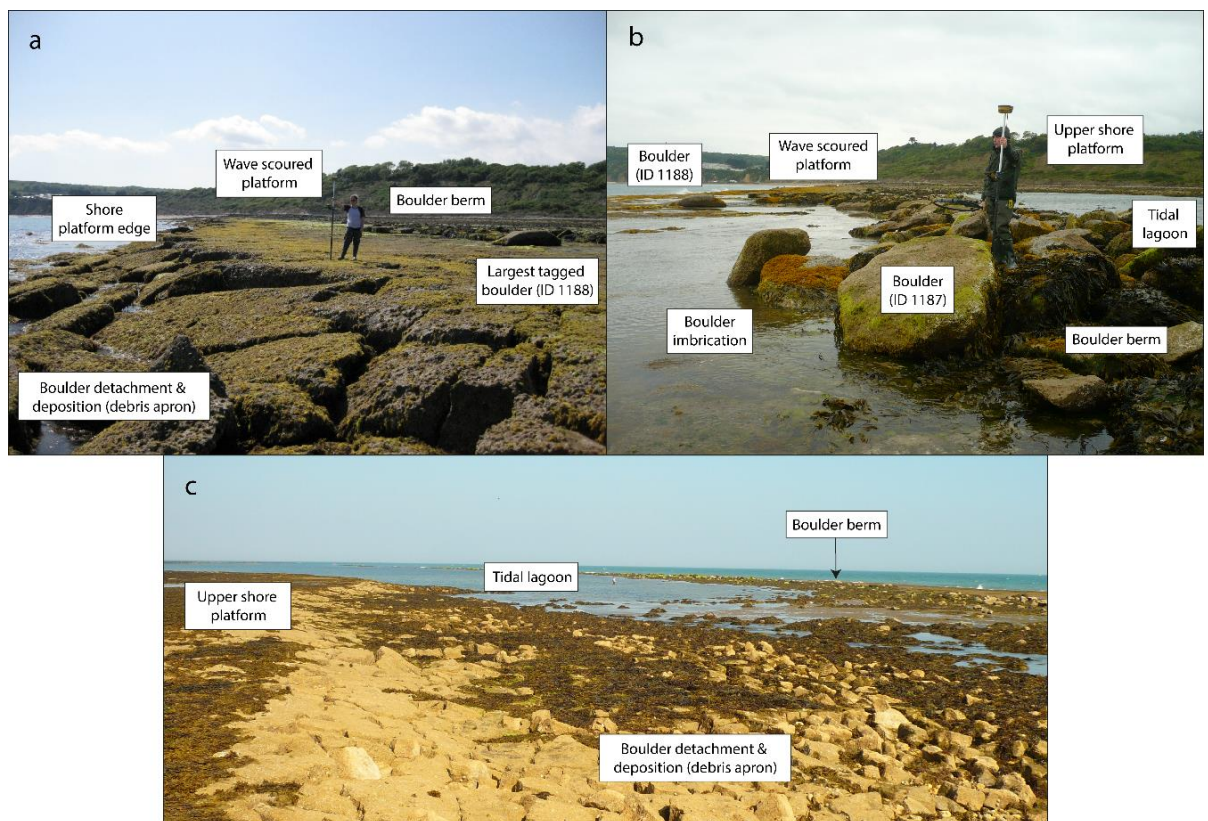 a
Wave scoured
platform
Boulder berm
Shore
platform edge
Largest tagged
boulder (ID 1188)
Boulder detachment &
deposition (debris apron)
b
Boulder
(ID 1188)
Wave scoured
platform
Upper shore
platform
Tidal
lagoon
Boulder
(ID 1187)
Boulder
imbrication
Boulder berm
c
Boulder berm
Tidal lagoon
Upper shore
platform
Boulder detachment &
deposition (debris apron)